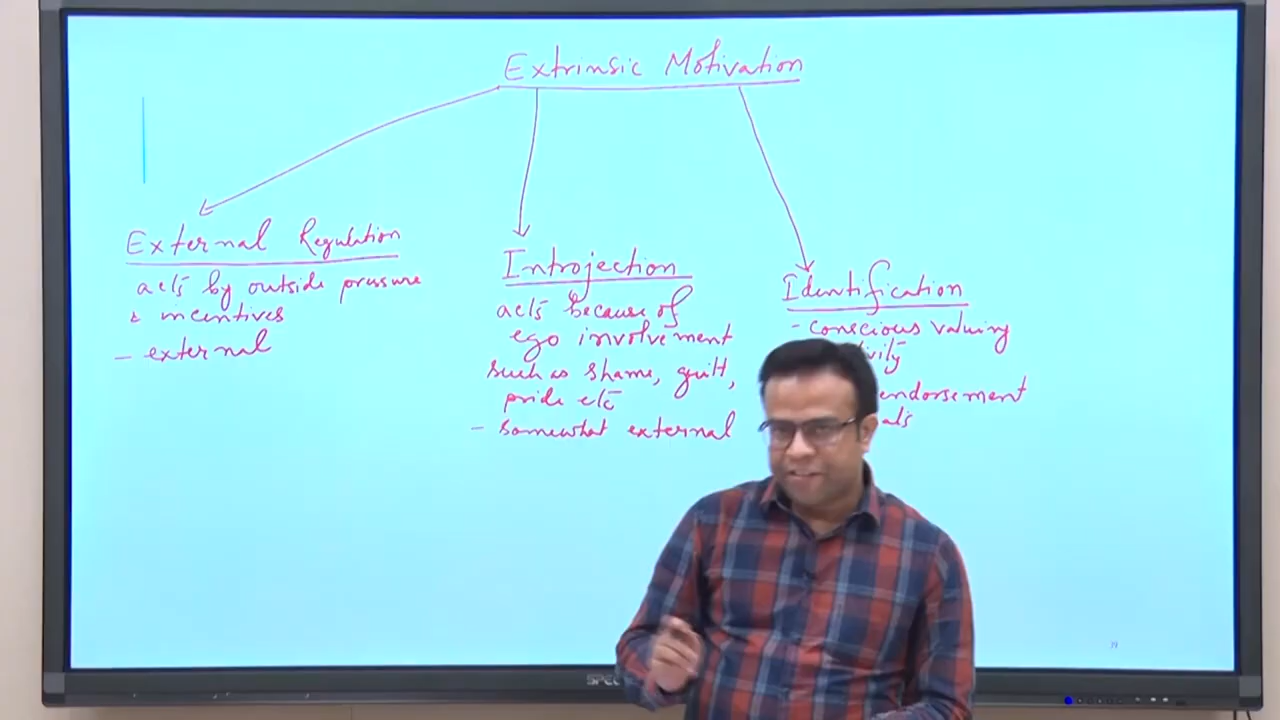 Extrinsic Motivation
External Regulation
acts by outside pressure
& incentives
- external
Introjection
acts because of
ego involvement
such as shame, guilt,
pride etc
- somewhat external
Identification
- conscious valuing
endorsement